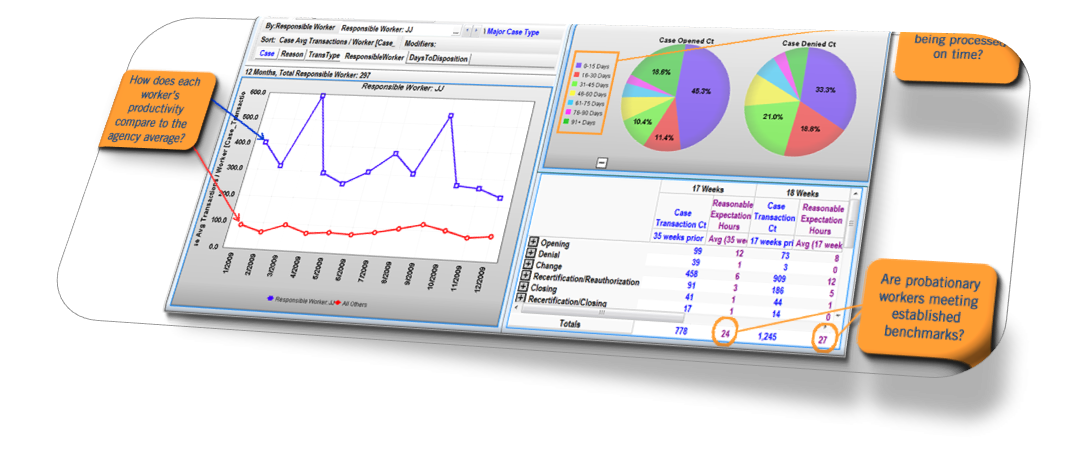 By:Responsible Worker Responsible Worker: JJ ... Major Case Type
Sort: Case Avg Transactions / Worker [Case_ Modifiers:
Case Reason TransType ResponsibleWorker DaysToDisposition
12 Months, Total Responsible Worker: 297
Responsible Worker: JJ
How does each
worker's
productivity
compare to the
agency average?
se Avg Transactions / Worker [Case_Transactio
600.0
400.0
300.0
200.0
100.0
0.0
1/2009
2/2009
3/2009
4/2009
5/2009
6/2009
7/2009
8/2009
9/2009
10/2009
11/2009
12/2009
Responsible Worker: JJ All Others
Case Opened Ct
Case Denied Ct
0-15 Days
16-30 Days
31-45 Days
46-60 Days
61-75 Days
76-90 Days
91+ Days
18.6%
45.3%
10.4%
11.4%
33.3%
21.0%
18.8%
being processed
on time?
17 Weeks 18 Weeks
Case
Transaction Ct
Reasonable
Expectation
Hours
Case
Transaction
Ct
Reasonable
Expectation
Hours
35 weeks prior Avg (35 wee 17 weeks pri Avg (17 week
Opening 99 12 73 8
Denial 39 1 3 0
Change 458 6 909 12
Recertification/Reauthorization 91 3 186 5
Closing 41 1 44 1
Recertification/Closing 17 1 14 0
Totals 778 24 1,245 27
Are probationary
workers meeting
established
benchmarks?